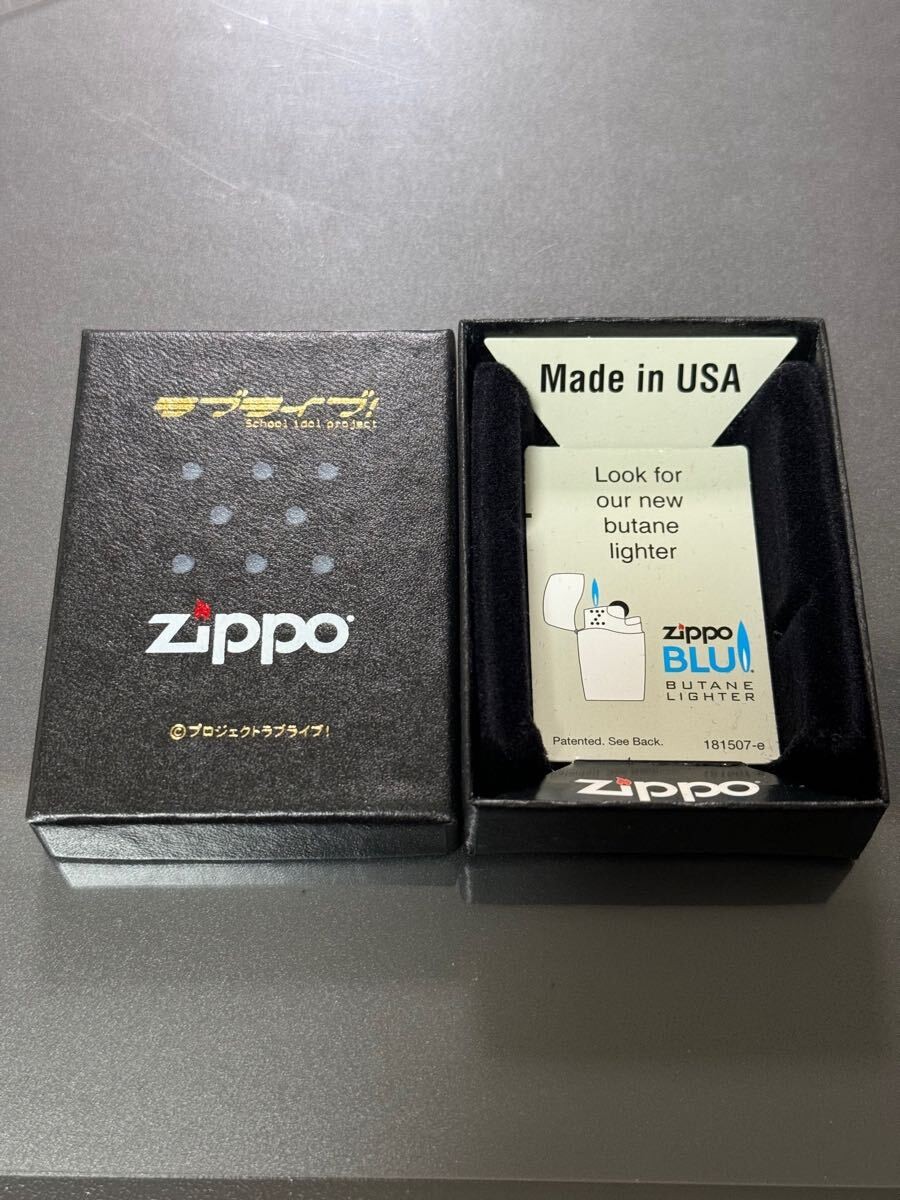 ラブライブ!
School idol project
Zippo
©プロジェクトラブライブ!
Made in USA
Look for
our new
butane
lighter
Zippo
BLU
BUTANE
LIGHTER
Patented. See Back.
181507-e
Zippo